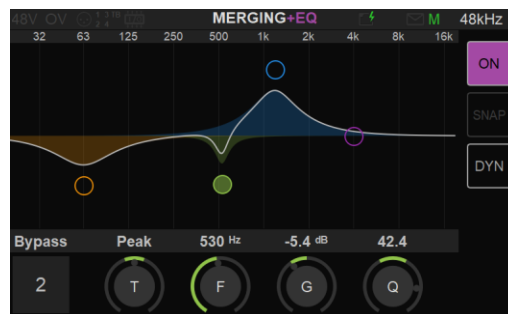 48V OV MERGING+EQ M 48kHz
32 63 125 250 500 1k 2k 4k 8k 16k
ON
SNAP
DYN
Bypass Peak 530 Hz -5.4 dB 42.4
2 T F G Q